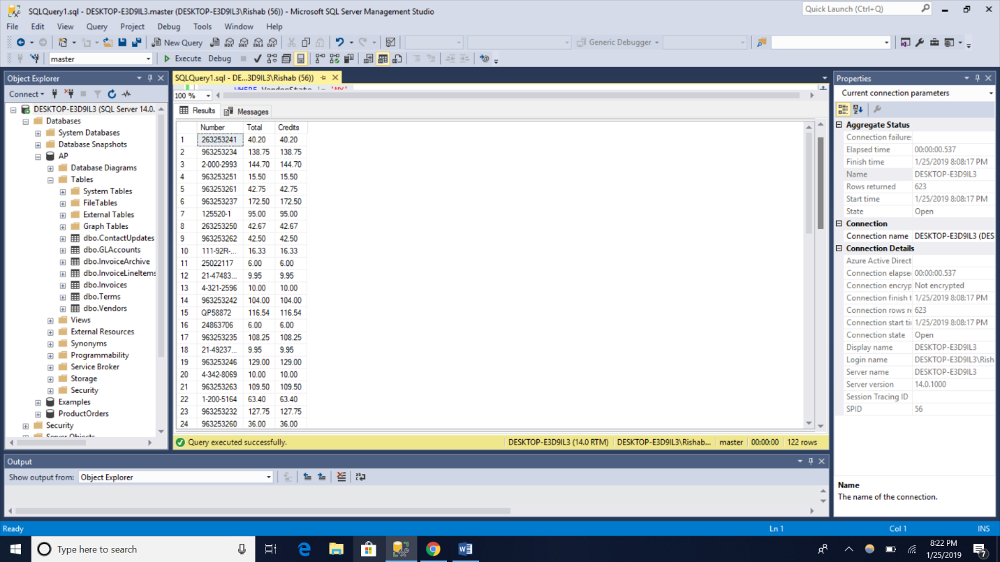 SQLQuery1.sql - DESKTOP-E3D9IL3.master (DESKTOP-E3D9IL3\Rishab (56)) - Microsoft SQL Server Management Studio
Quick Launch (Ctrl+Q)
File Edit View Query Project Debug Tools Window Help
New Query
Generic Debugger
master
Execute Debug
Object Explorer
Connect
DESKTOP-E3D9IL3 (SQL Server 14.0.
Databases
System Databases
Database Snapshots
AP
Database Diagrams
Tables
System Tables
FileTables
External Tables
Graph Tables
dbo.ContactUpdates
dbo.GLAccounts
dbo.InvoiceArchive
dbo.InvoiceLineItems
dbo.Invoices
dbo.Terms
dbo.Vendors
Views
External Resources
Synonyms
Programmability
Service Broker
Storage
Security
Examples
ProductOrders
Security
Server Objects
SQLQuery1.sql - DE...3D9IL3\Rishab (56))
WHERE VendorState != 'NY'
100 %
Results Messages
Number Total Credits
1 263253241 40.20 40.20
2 963253234 138.75 138.75
3 2-000-2993 144.70 144.70
4 963253251 15.50 15.50
5 963253261 42.75 42.75
6 963253237 172.50 172.50
7 125520-1 95.00 95.00
8 263253250 42.67 42.67
9 963253262 42.50 42.50
10 111-92R-... 16.33 16.33
11 25022117 6.00 6.00
12 21-47483... 9.95 9.95
13 4-321-2596 10.00 10.00
14 963253242 104.00 104.00
15 QP58872 116.54 116.54
16 24863706 6.00 6.00
17 963253235 108.25 108.25
18 21-49237... 9.95 9.95
19 963253246 129.00 129.00
20 4-342-8069 10.00 10.00
21 963253263 109.50 109.50
22 1-200-5164 63.40 63.40
23 963253232 127.75 127.75
24 963253260 36.00 36.00
Query executed successfully. DESKTOP-E3D9IL3 (14.0 RTM) DESKTOP-E3D9IL3\Rishab... master 00:00:00 122 rows
Properties
Current connection parameters
Aggregate Status
Connection failures
Elapsed time 00:00:00.537
Finish time 1/25/2019 8:08:17 PM
Name DESKTOP-E3D9IL3
Rows returned 623
Start time 1/25/2019 8:08:17 PM
State Open
Connection
Connection name DESKTOP-E3D9IL3 (DES
Connection Details
Azure Active Direct
Connection elapse 00:00:00.537
Connection encryp Not encrypted
Connection finish t 1/25/2019 8:08:17 PM
Connection rows re 623
Connection start ti 1/25/2019 8:08:17 PM
Connection state Open
Display name DESKTOP-E3D9IL3
Login name DESKTOP-E3D9IL3\Rish
Server name DESKTOP-E3D9IL3
Server version 14.0.1000
Session Tracing ID
SPID 56
Name
The name of the connection.
Output
Show output from: Object Explorer
Ready Ln 1 Col 1 INS
Type here to search
8:22 PM
1/25/2019
7